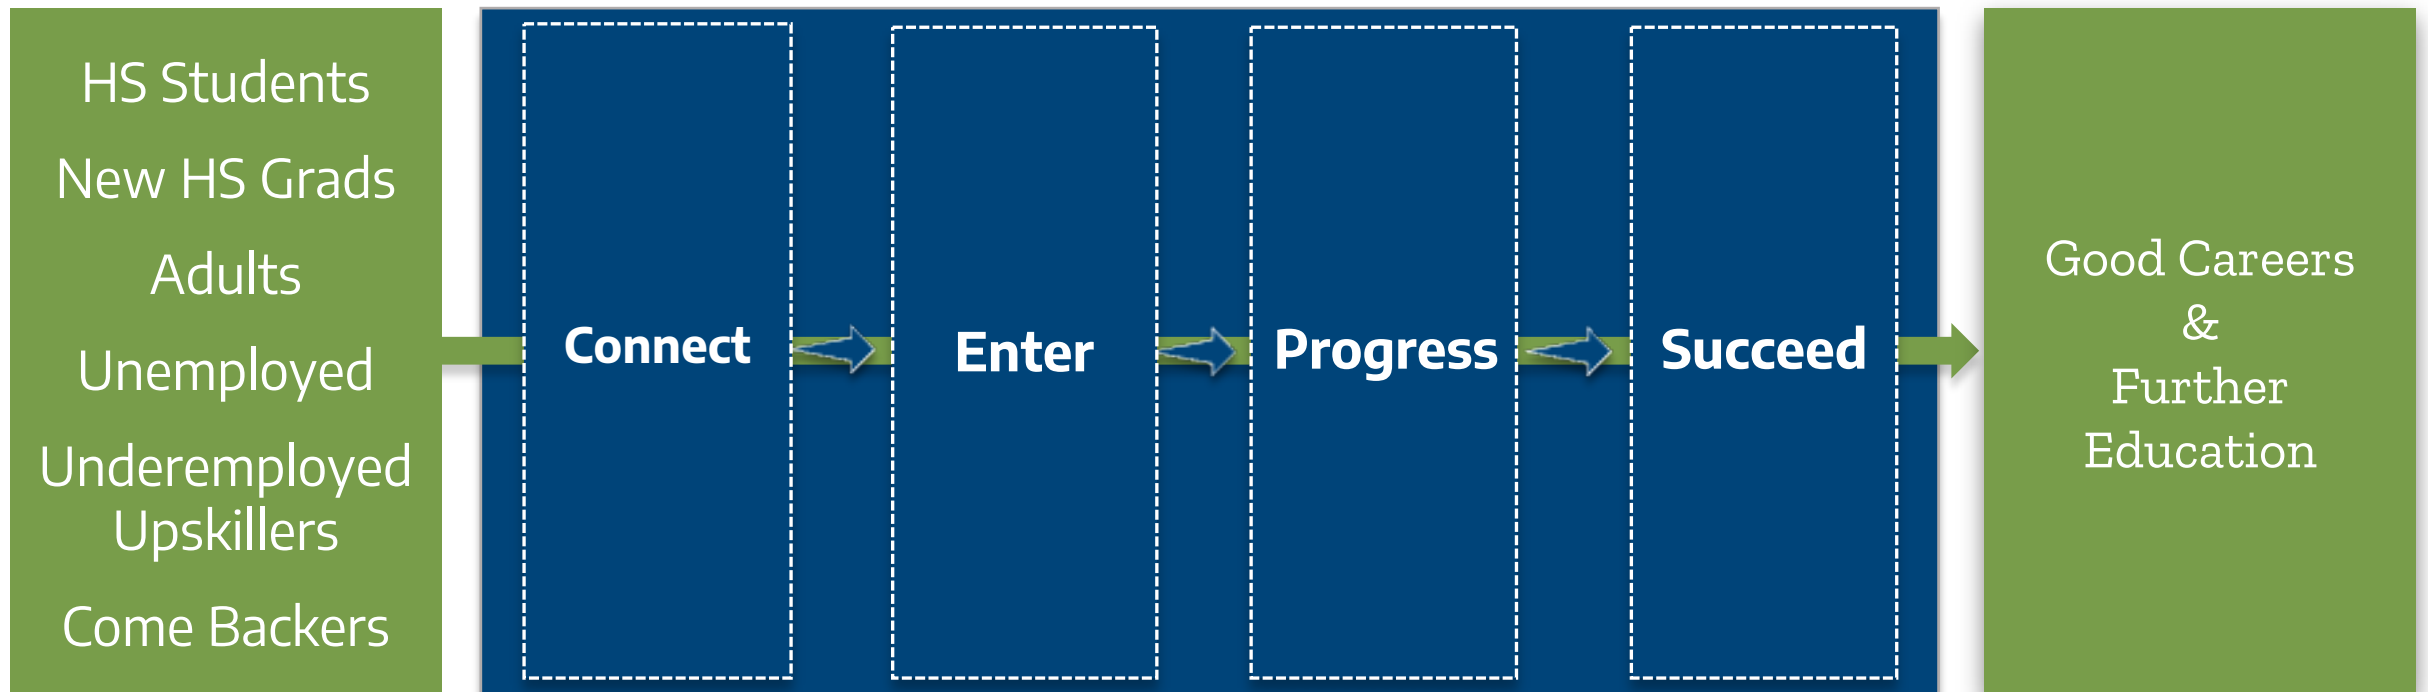 HS Students
New HS Grads
Adults
Unemployed
Underemployed
Upskillers
Come Backers
Connect
Enter
Progress
Succeed
Good Careers
&
Further
Education